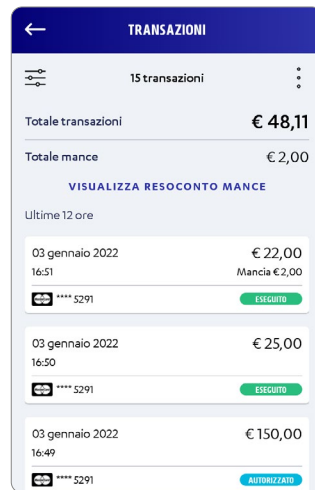 TRANSAZIONI
15 transazioni
Totale transazioni € 48,11
Totale mance € 2,00
VISUALIZZA RESOCONTO MANCE
Ultime 12 ore
03 gennaio 2022 € 22,00
16:51 Mancia € 2,00
**** 5291 ESEGUITO
03 gennaio 2022 € 25,00
16:50
**** 5291 ESEGUITO
03 gennaio 2022 € 150,00
16:49
**** 5291 AUTORIZZATO